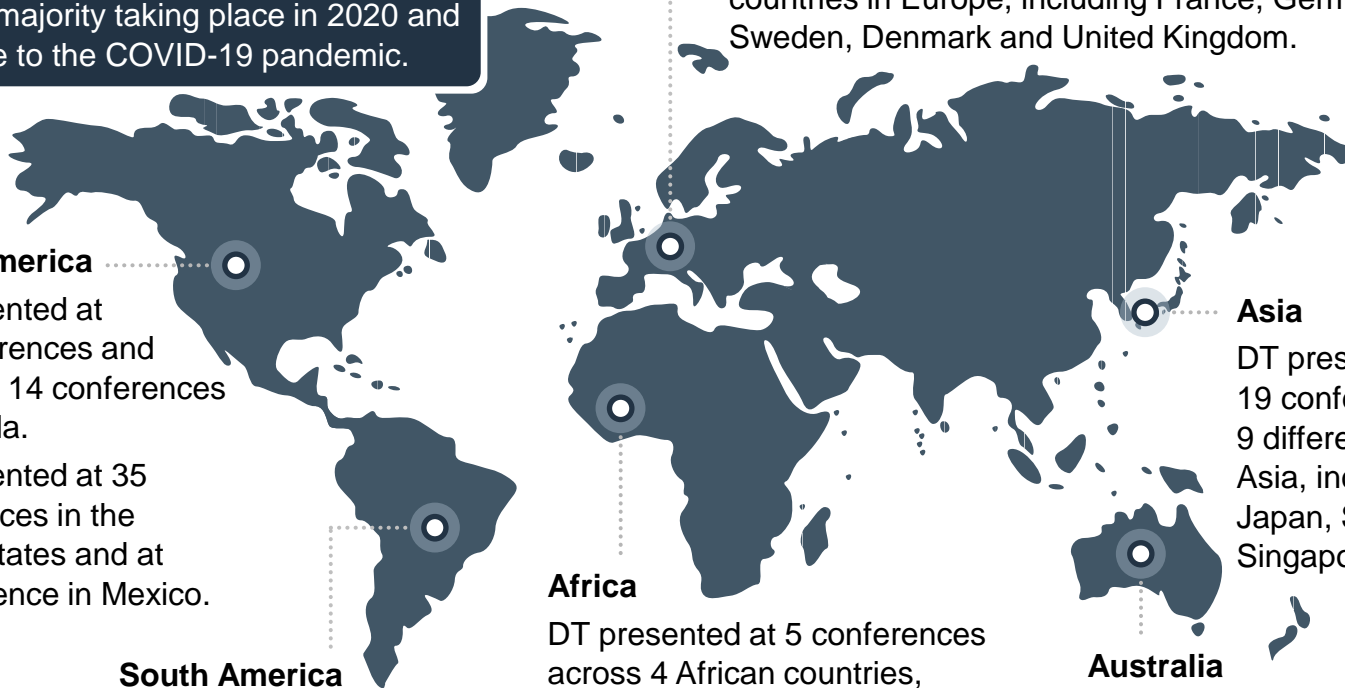 majority taking place in 2020 and
e to the COVID-19 pandemic.
countries in Europe, including France, Germ
Sweden, Denmark and United Kingdom.
merica
ented at
rences and
14 conferences
la.
ented at 35
ces in the
tates and at
ence in Mexico.
South America
Africa
DT presented at 5 conferences
across 4 African countries,
Asia
DT pres
19 confe
9 differe
Asia, inc
Japan, S
Singapo
Australia